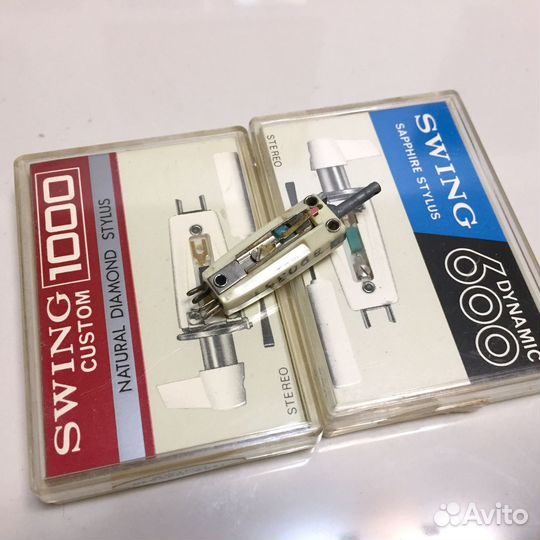 SWING
CUSTOM
1000
NATURAL DIAMOND STYLUS
STEREO
STEREO
SWING
SAPPHIRE STYLUS
DYNAMIC
600
Avito